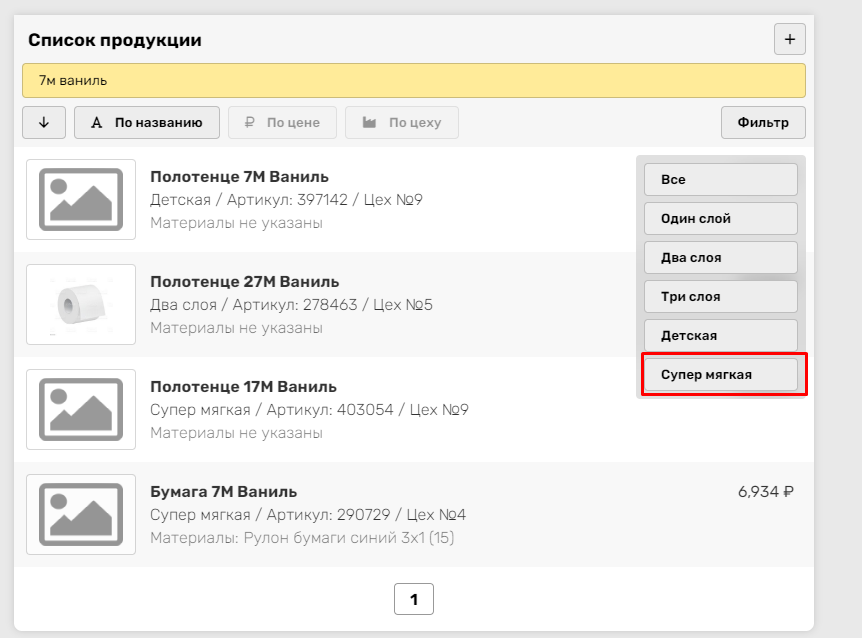 Список продукции
+
7м ваниль
↓ А По названию ₽ По цене По цеху Фильтр
Полотенце 7М Ваниль
Детская / Артикул: 397142 / Цех №9
Материалы не указаны
Полотенце 27М Ваниль
Два слоя / Артикул: 278463 / Цех №5
Материалы не указаны
Полотенце 17М Ваниль
Супер мягкая / Артикул: 403054 / Цех №9
Материалы не указаны
Бумага 7М Ваниль
6,934 ₽
Супер мягкая / Артикул: 290729 / Цех №4
Материалы: Рулон бумаги синий 3х1 (15)
Все
Один слой
Два слоя
Три слоя
Детская
Супер мягкая
1